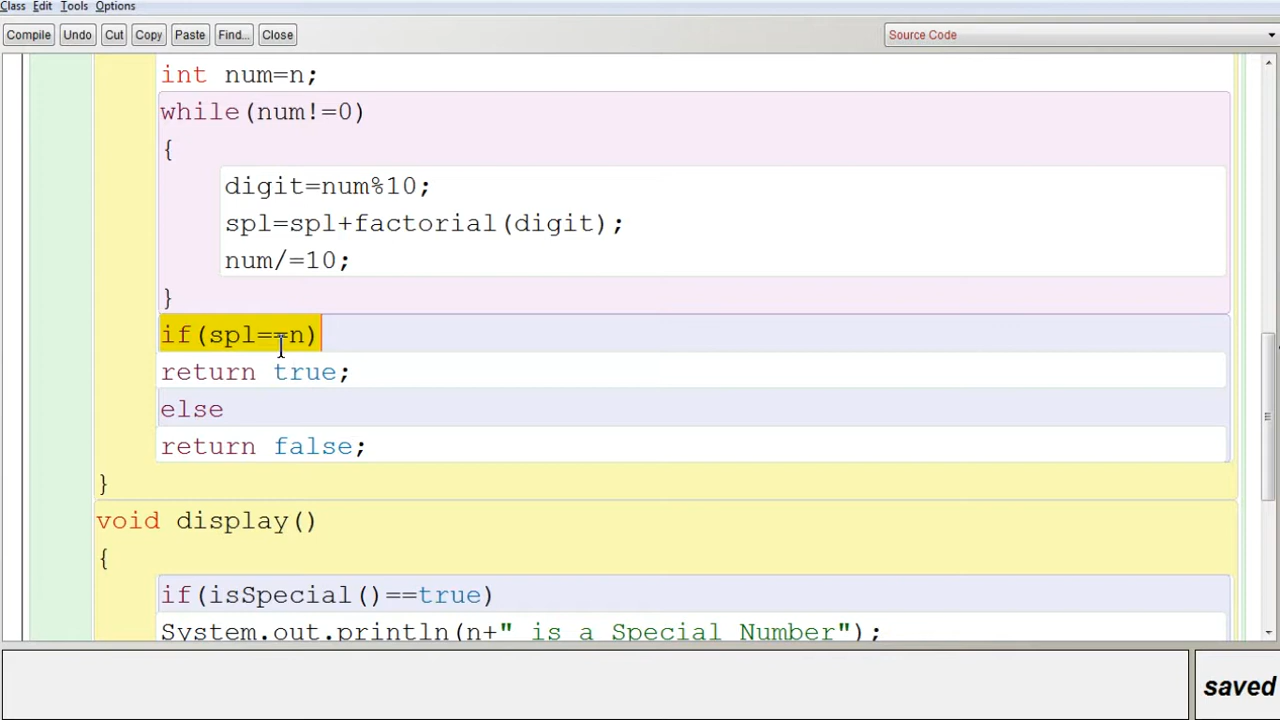 Class Edit Tools Options
Compile Undo Cut Copy Paste Find... Close Source Code
int num=n;
while(num!=0)
{
digit=num%10;
spl=spl+factorial(digit);
num/=10;
}
if(spl==n)
return true;
else
return false;
}
void display()
{
if(isSpecial()==true)
System.out.println(n+" is a Special Number");
saved